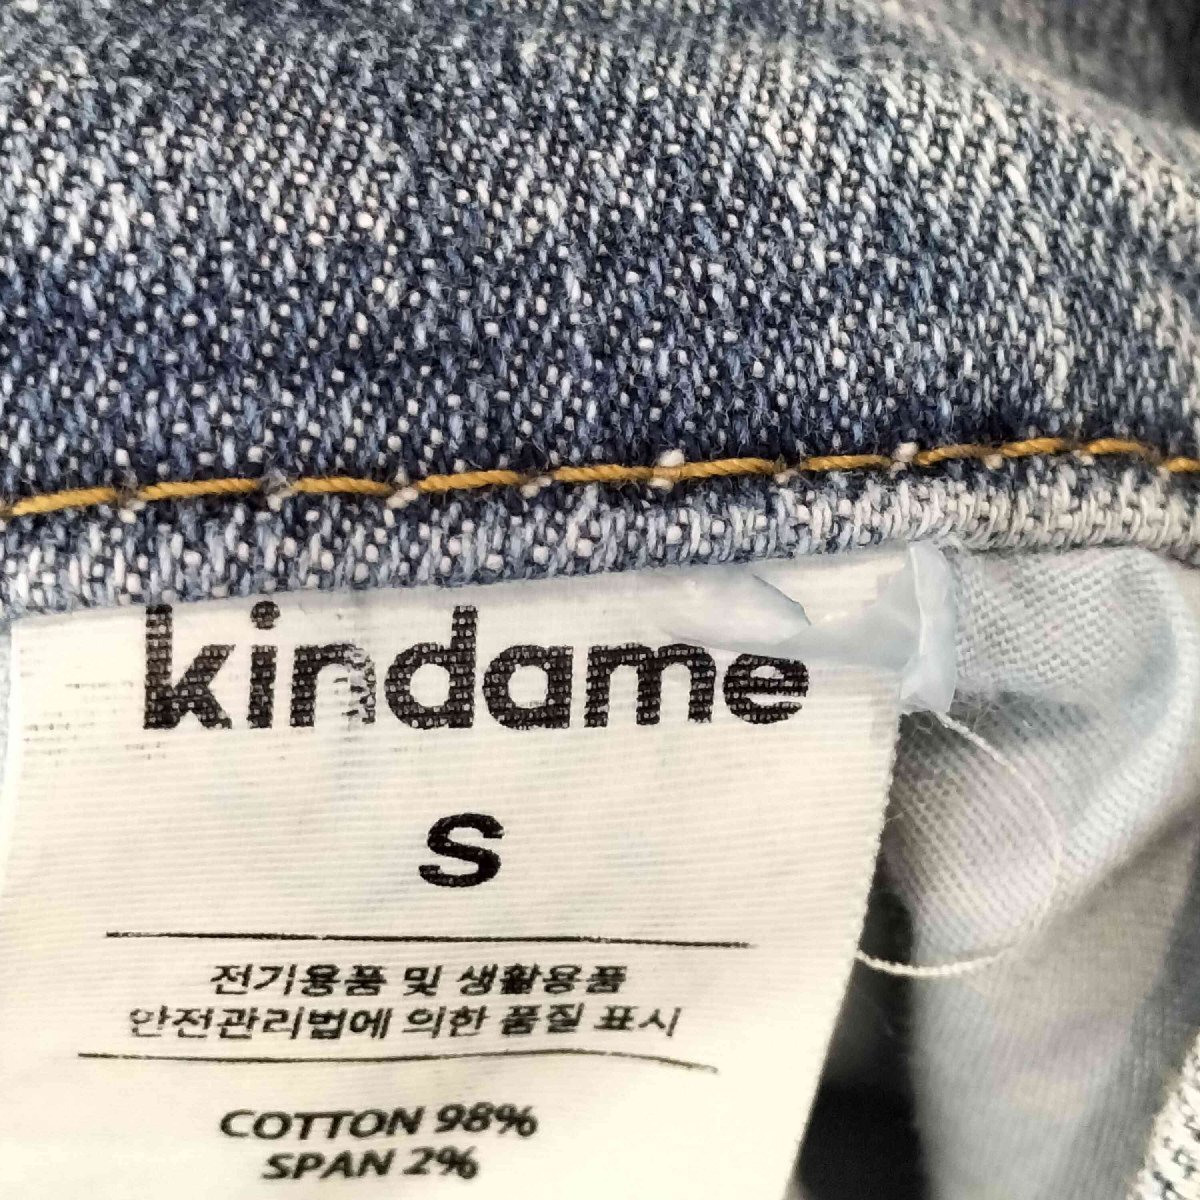 kindame
S
전기용품 및 생활용품
안전관리법에 의한 품질 표시
COTTON 98%
SPAN 2%